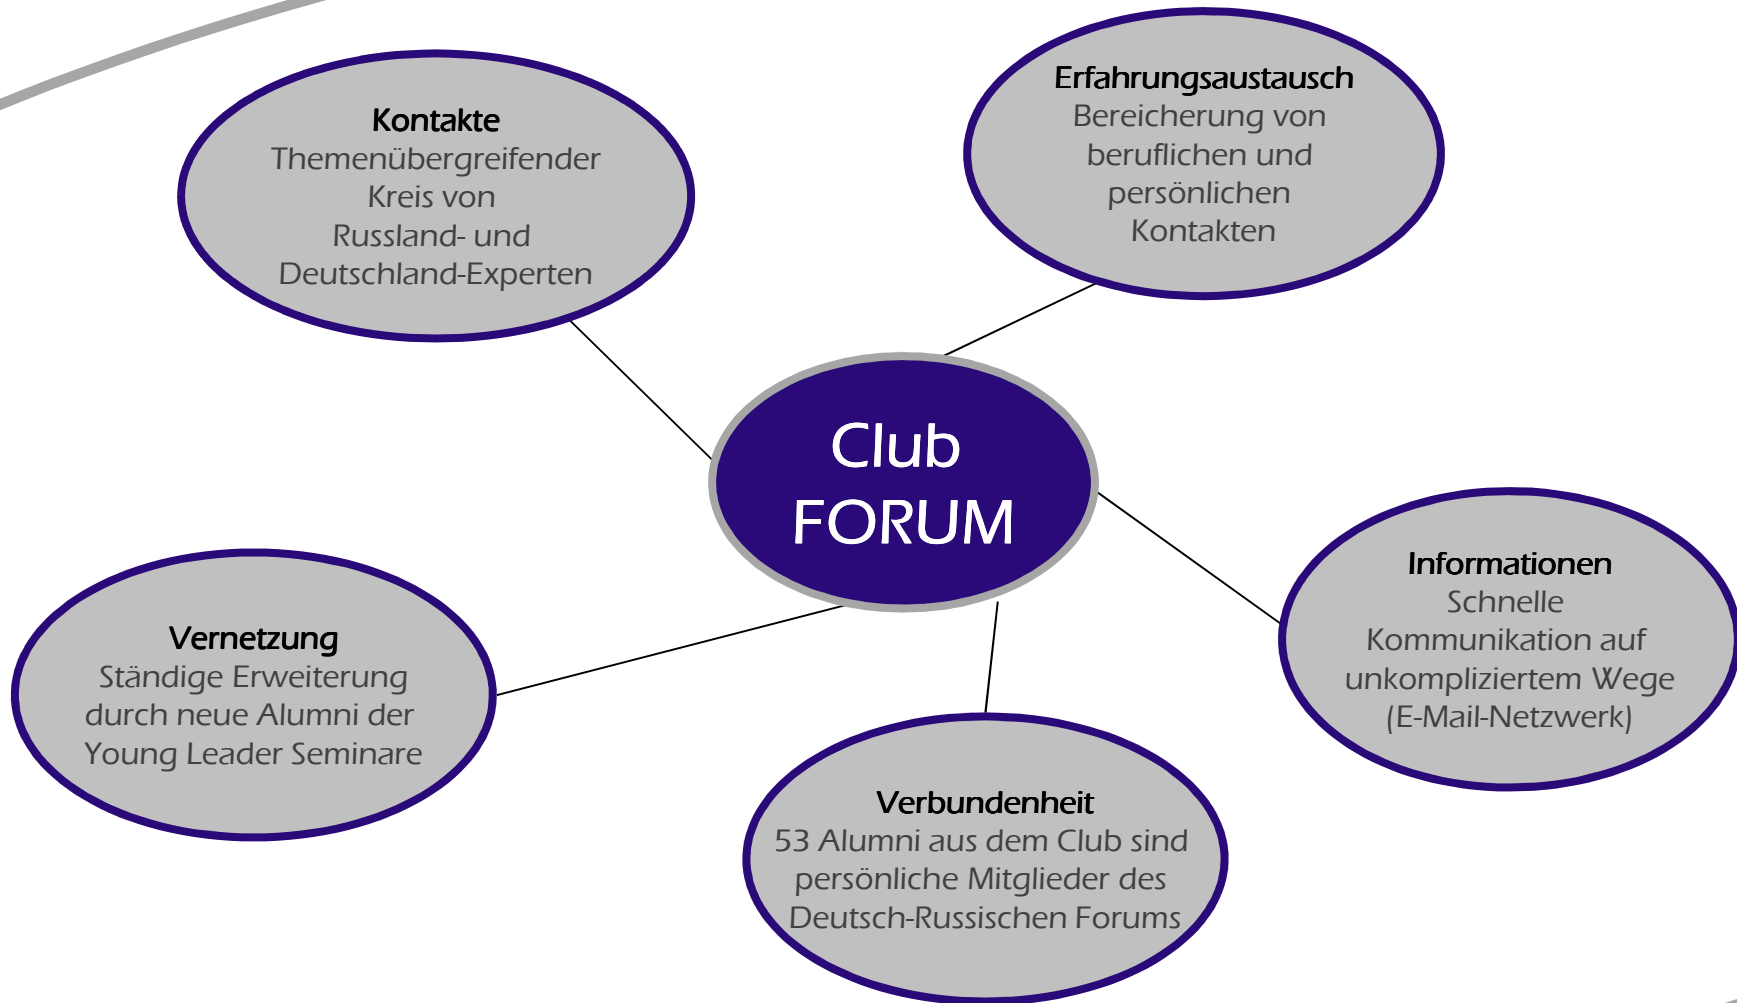 Kontakte
Themenübergreifender
Kreis von
Russland- und
Deutschland-Experten
Erfahrungsaustausch
Bereicherung von
beruflichen und
persönlichen
Kontakten
Club
FORUM
Informationen
Schnelle
Kommunikation auf
unkompliziertem Wege
(E-Mail-Netzwerk)
Vernetzung
Ständige Erweiterung
durch neue Alumni der
Young Leader Seminare
Verbundenheit
53 Alumni aus dem Club sind
persönliche Mitglieder des
Deutsch-Russischen Forums